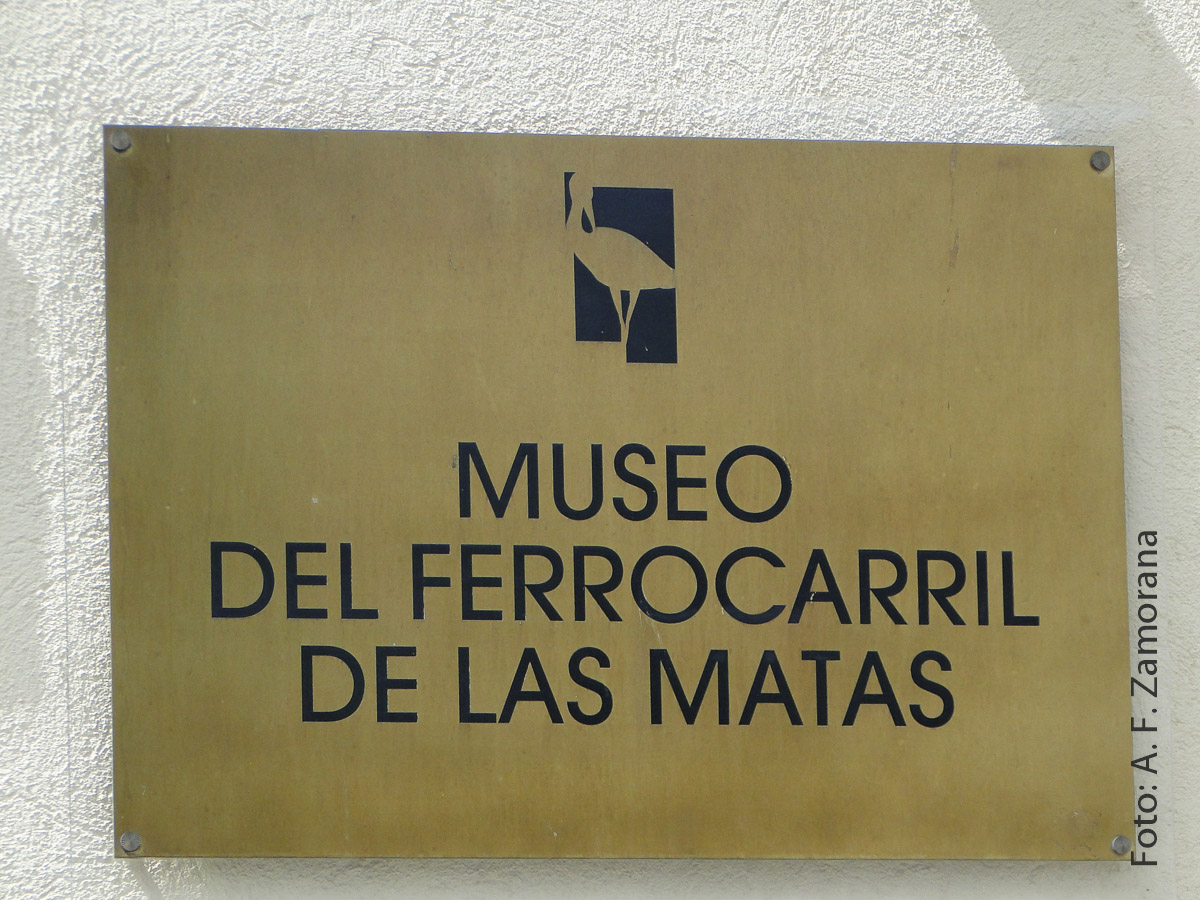 MUSEO
DEL FERROCARRIL
DE LAS MATAS
Foto: A. F. Zamorana